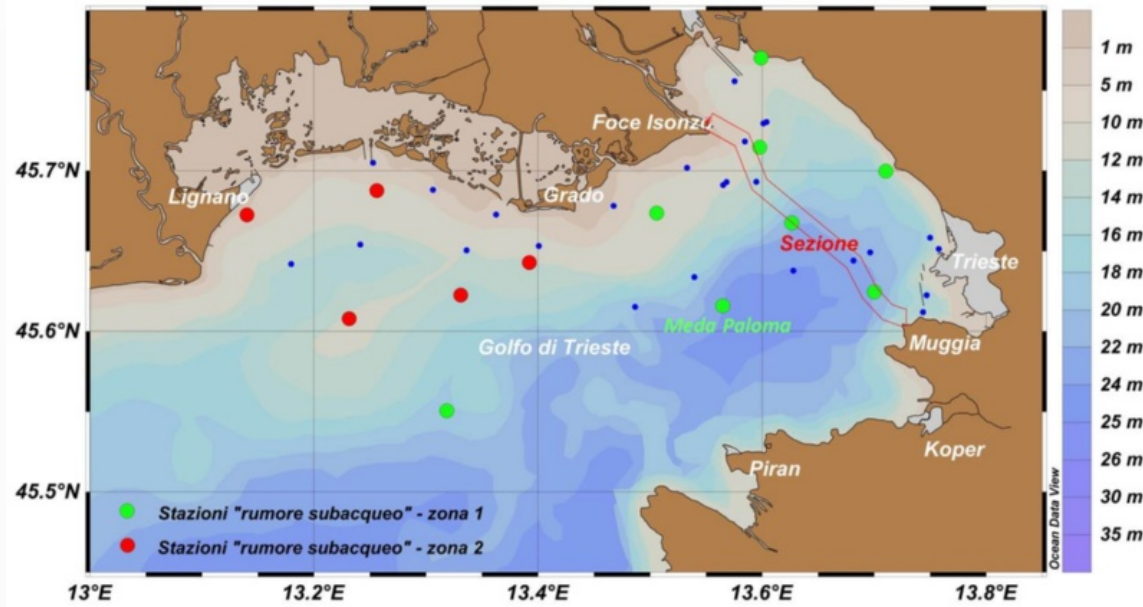 Foce Isonzo
45.7°N
Lignano
Grado
Sezione
Trieste
Meda Paloma
45.6°N
Golfo di Trieste
Muggia
Koper
Piran
45.5°N
Stazioni "rumore subacqueo" - zona 1
Stazioni "rumore subacqueo" - zona 2
13°E
13.2°E
13.4°E
13.6°E
13.8°E
Ocean Data View
1 m
5 m
10 m
12 m
14 m
16 m
18 m
20 m
22 m
24 m
25 m
26 m
30 m
35 m